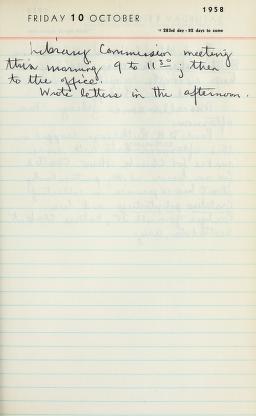 1958
FRIDAY 10 OCTOBER
283rd day - 82 days to come
Library Commission meeting
this morning 9 to 11 30 ; then
to the office.
Wrote letters in the afternoon.